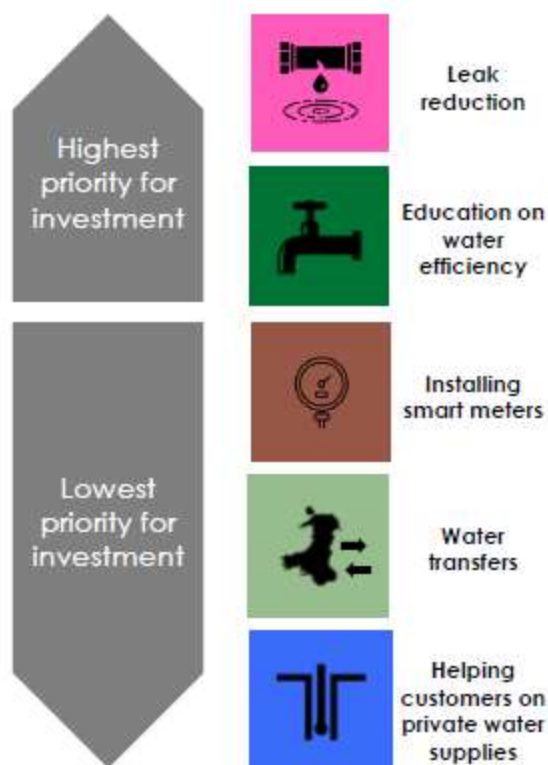 Highest
priority for
investment
Leak
reduction
Education on
water
efficiency
Installing
smart meters
Lowest
priority for
investment
Water
transfers
Helping
customers on
private water
supplies